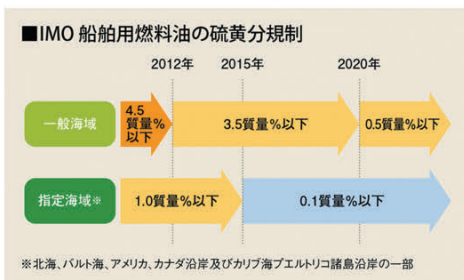 ■IMO 船舶用燃料油の硫黄分規制
2012年 2015年 2020年
一般海域
4.5
質量%
以下
3.5質量%以下
0.5質量%以下
指定海域※
1.0質量%以下
0.1質量%以下
※北海、バルト海、アメリカ、カナダ沿岸及びカリブ海プエルトリコ諸島沿岸の一部